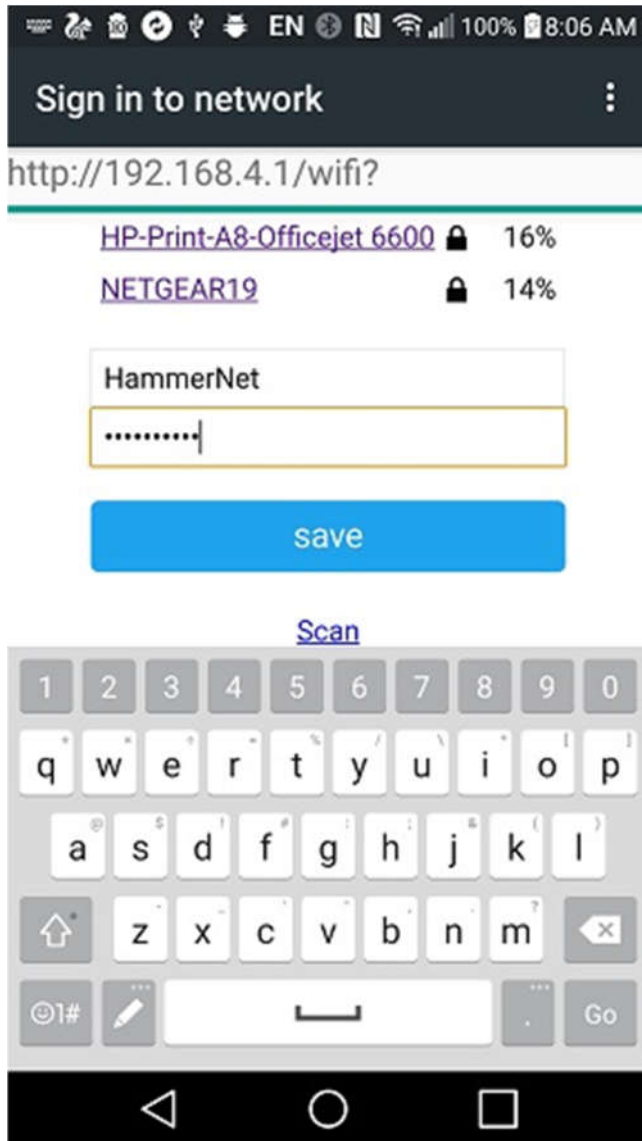 EN 100% 8:06 AM
Sign in to network
http://192.168.4.1/wifi?
HP-Print-A8-Officejet 6600 16%
NETGEAR19 14%
HammerNet
••••••••••
save
Scan
1 2 3 4 5 6 7 8 9 0
q w e r t y u i o p
a s d f g h j k l
z x c v b n m
1# . Go